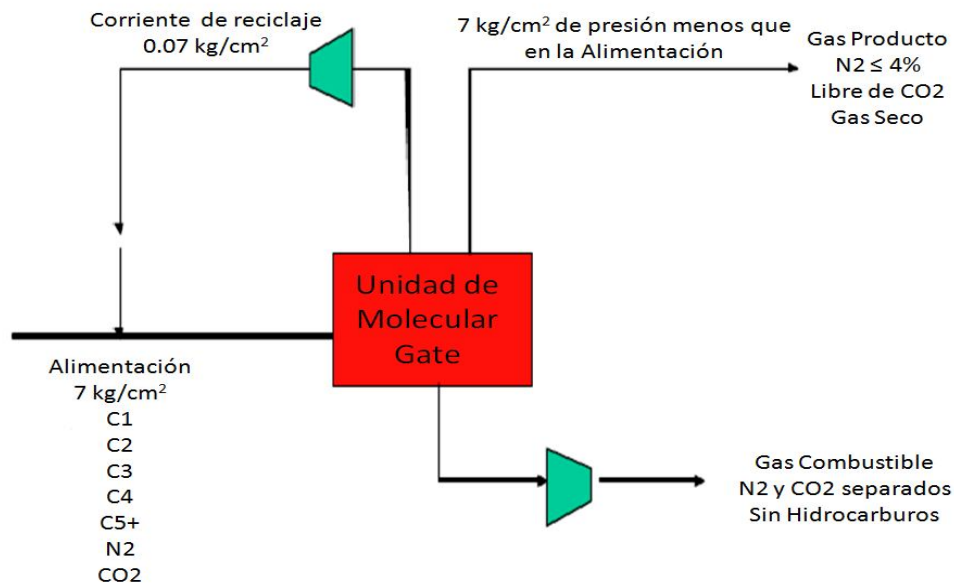 Corriente de reciclaje
0.07 kg/cm²
7 kg/cm² de presión menos que
en la Alimentación
Gas Producto
N2 ≤ 4%
Libre de CO2
Gas Seco
Unidad de
Molecular
Gate
Alimentación
7 kg/cm²
C1
C2
C3
C4
C5+
N2
CO2
Gas Combustible
N2 y CO2 separados
Sin Hidrocarburos